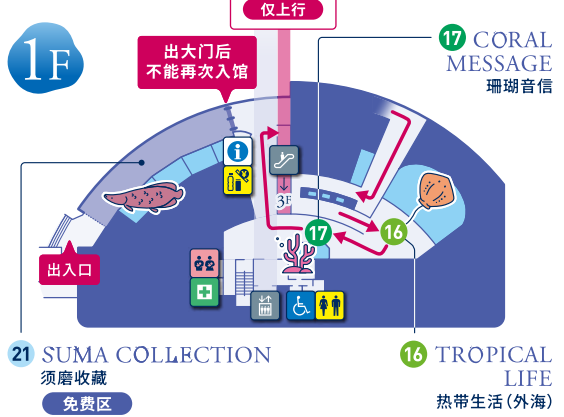 仅上行
1F
出大门后
不能再次入馆
17 CORAL
MESSAGE
珊瑚音信
i
3F
17
16
出入口
21 SUMA COLLECTION
须磨收藏
免费区
16 TROPICAL
LIFE
热带生活（外海）